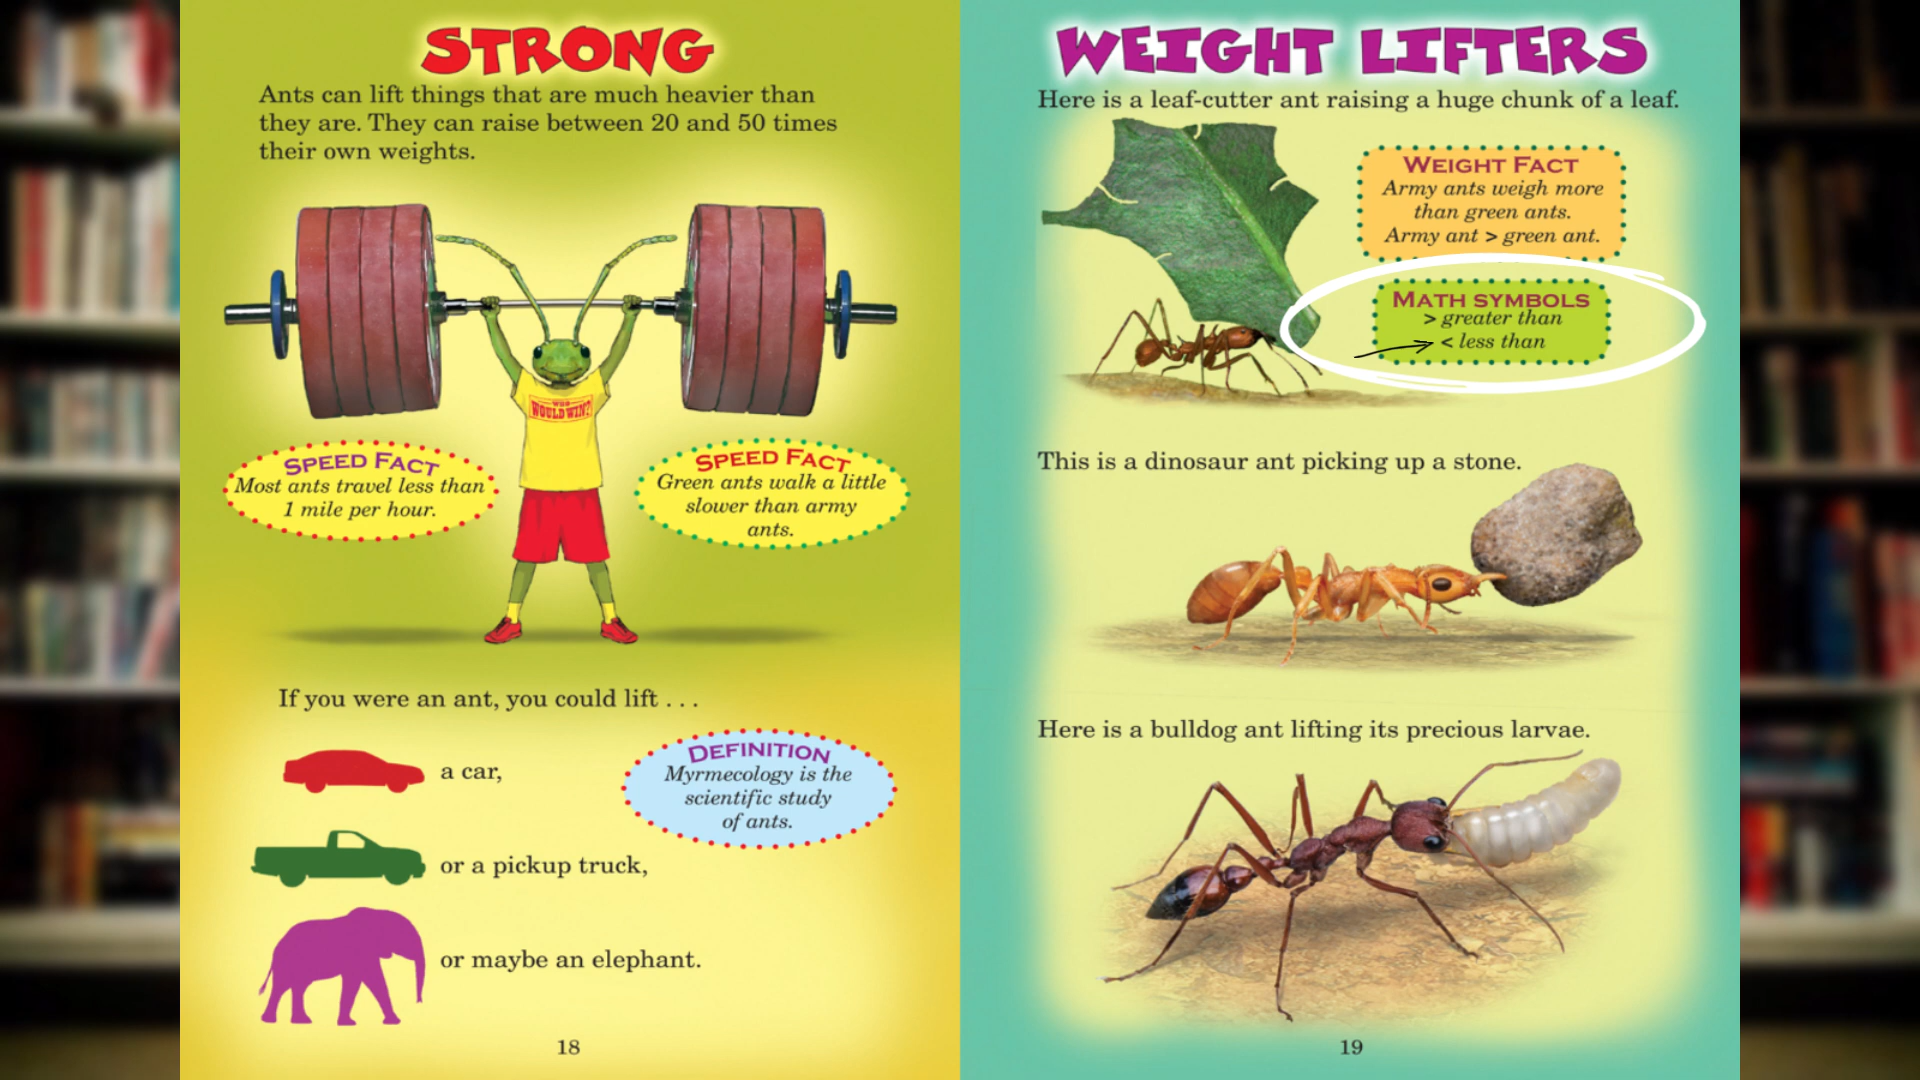 STRONG
Ants can lift things that are much heavier than
they are. They can raise between 20 and 50 times
their own weights.
WHO
WOULD WIN?
SPEED FACT
Most ants travel less than
1 mile per hour.
SPEED FACT
Green ants walk a little
slower than army
ants.
If you were an ant, you could lift . . .
a car,
DEFINITION
Myrmecology is the
scientific study
of ants.
or a pickup truck,
or maybe an elephant.
18
WEIGHT LIFTERS
Here is a leaf-cutter ant raising a huge chunk of a leaf.
WEIGHT FACT
Army ants weigh more
than green ants.
Army ant > green ant.
MATH SYMBOLS
> greater than
< less than
This is a dinosaur ant picking up a stone.
Here is a bulldog ant lifting its precious larvae.
19